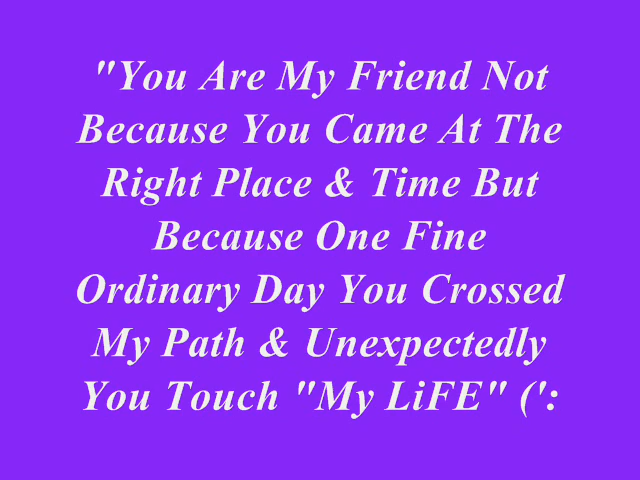 "You Are My Friend Not
Because You Came At The
Right Place & Time But
Because One Fine
Ordinary Day You Crossed
My Path & Unexpectedly
You Touch "My LiFE" (':